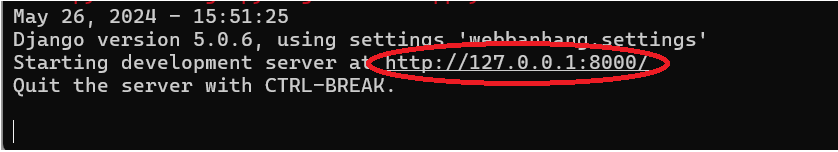 May 26, 2024 - 15:51:25
Django version 5.0.6, using settings 'webbanhang.settings'
Starting development server at http://127.0.0.1:8000/
Quit the server with CTRL-BREAK.